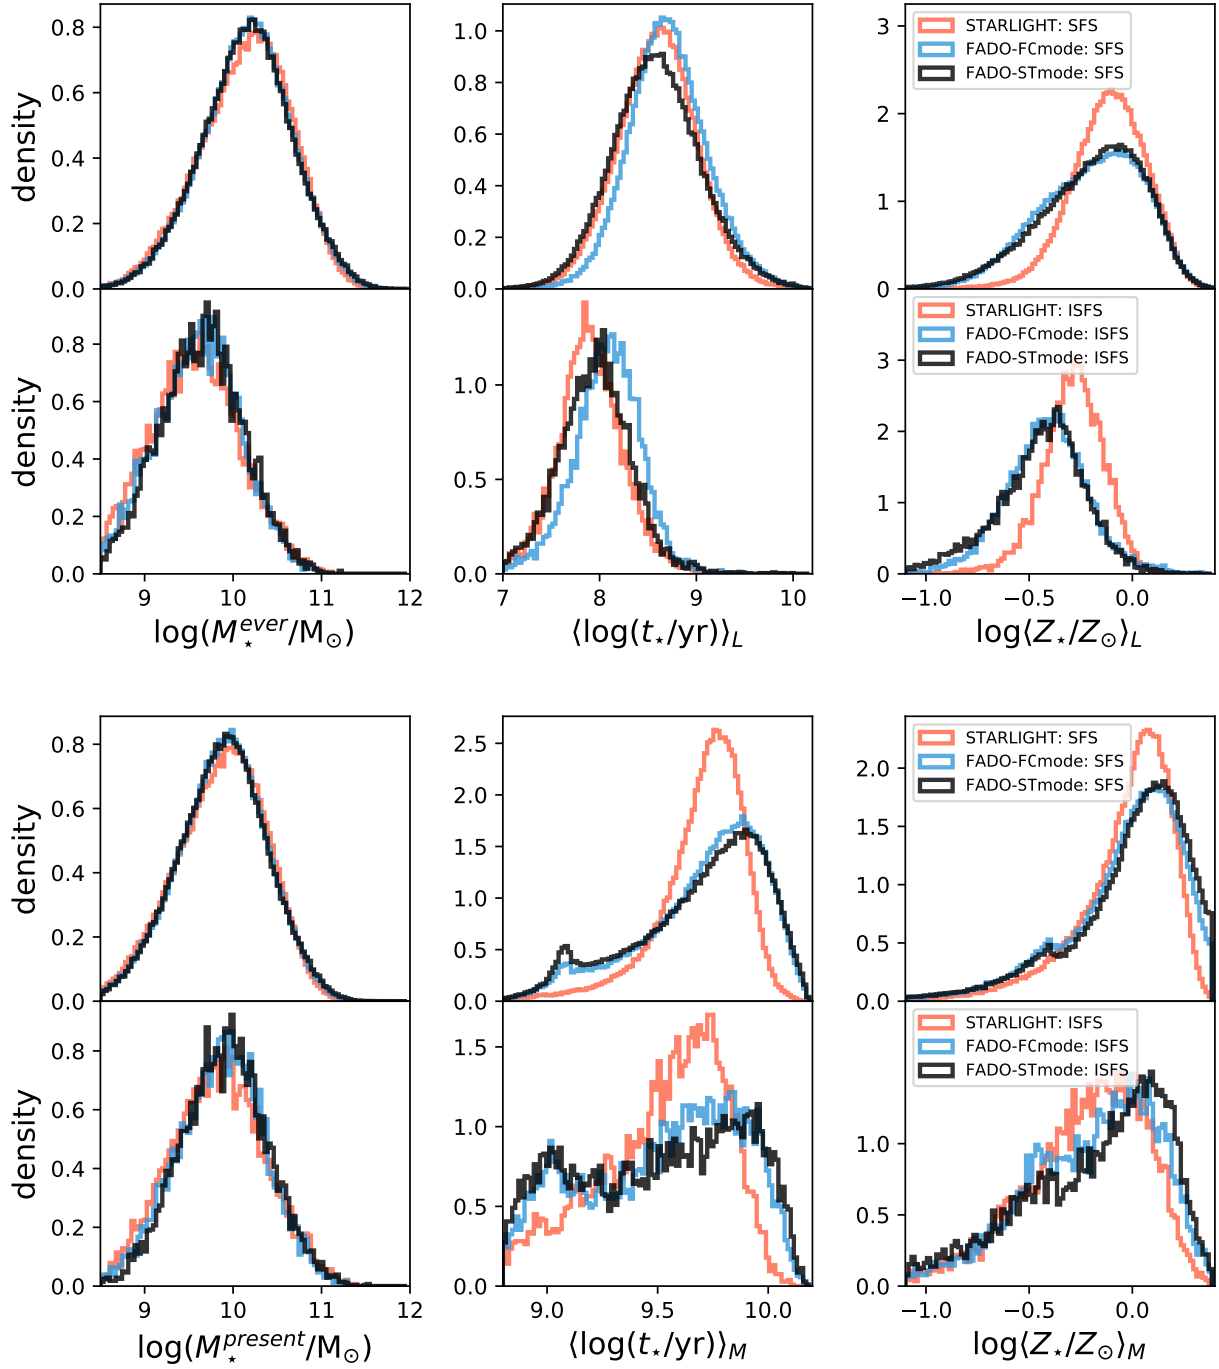 0.8
0.6
0.4
0.2
0.0
density
1.0
0.8
0.6
0.4
0.2
0.0
3
2
1
0
STARLIGHT: SFS
FADO-FCmode: SFS
FADO-STmode: SFS
0.8
0.6
0.4
0.2
0.0
density
9 10 11 12
log(M⋆^ever/M⊙)
1.0
0.5
0.0
7 8 9 10
⟨log(t⋆/yr)⟩L
3
2
1
0
STARLIGHT: ISFS
FADO-FCmode: ISFS
FADO-STmode: ISFS
−1.0 −0.5 0.0
log⟨Z⋆/Z⊙⟩L
0.8
0.6
0.4
0.2
0.0
density
2.5
2.0
1.5
1.0
0.5
0.0
2.0
1.5
1.0
0.5
0.0
STARLIGHT: SFS
FADO-FCmode: SFS
FADO-STmode: SFS
0.8
0.6
0.4
0.2
0.0
density
9 10 11 12
log(M⋆^present/M⊙)
1.5
1.0
0.5
0.0
9.0 9.5 10.0
⟨log(t⋆/yr)⟩M
1.0
0.5
0.0
STARLIGHT: ISFS
FADO-FCmode: ISFS
FADO-STmode: ISFS
−1.0 −0.5 0.0
log⟨Z⋆/Z⊙⟩M